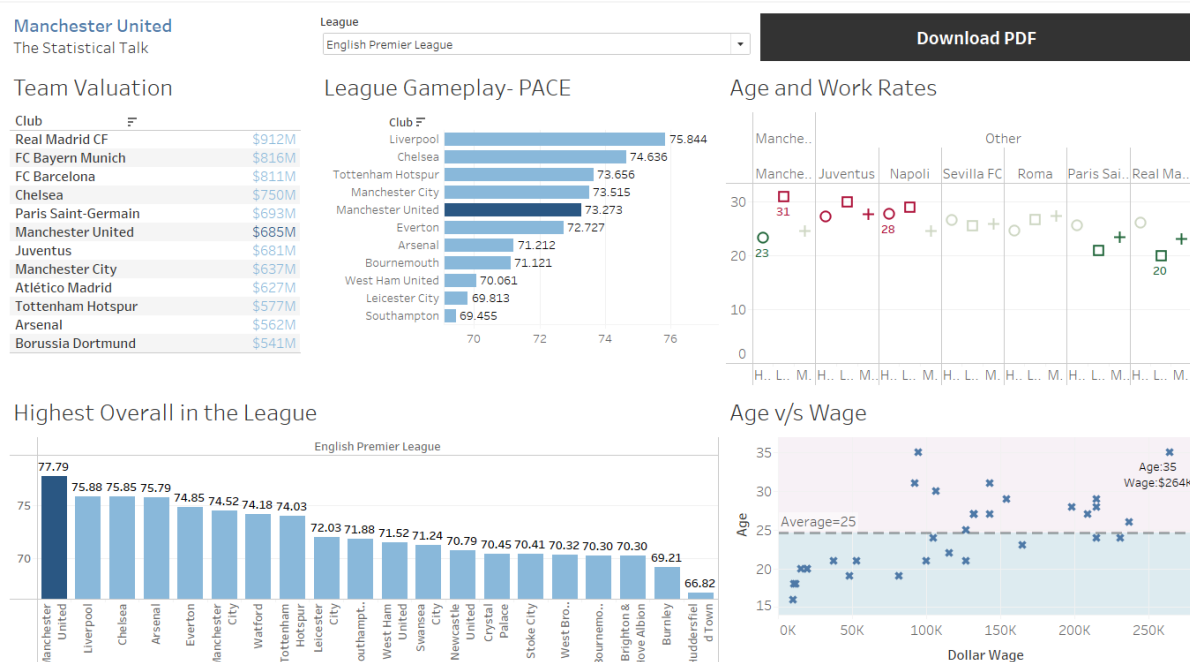 Manchester United
The Statistical Talk
League
English Premier League
Download PDF
Team Valuation
Club
Real Madrid CF $912M
FC Bayern Munich $816M
FC Barcelona $811M
Chelsea $750M
Paris Saint-Germain $693M
Manchester United $685M
Juventus $681M
Manchester City $637M
Atlético Madrid $627M
Tottenham Hotspur $577M
Arsenal $562M
Borussia Dortmund $541M
League Gameplay- PACE
Club
Liverpool 75.844
Chelsea 74.636
Tottenham Hotspur 73.656
Manchester City 73.515
Manchester United 73.273
Everton 72.727
Arsenal 71.212
Bournemouth 71.121
West Ham United 70.061
Leicester City 69.813
Southampton 69.455
70 72 74 76
Age and Work Rates
Manche.. Other
Manche.. Juventus Napoli Sevilla FC Roma Paris Sai.. Real Ma..
30
20
10
0
31
23
28
20
H.. L.. M. H.. L.. M. H.. L.. M. H.. L.. M. H.. L.. M. H.. L.. M. H.. L.. M.
Highest Overall in the League
English Premier League
75
70
77.79 75.88 75.85 75.79 74.85 74.52 74.18 74.03 72.03 71.88 71.52 71.24 70.79 70.45 70.41 70.32 70.30 70.30 69.21 66.82
Manchester
United
Liverpool
Chelsea
Arsenal
Everton
Manchester
City
Watford
Tottenham
Hotspur
Leicester
City
outhampt..
West Ham
United
Swansea
City
Newcastle
United
Crystal
Palace
Stoke City
West Bro..
Bournemo..
Brighton &
Hove Albion
Burnley
Huddersfiel
d Town
Age v/s Wage
Age
35
30
25
20
15
Average=25
Age:35
Wage:$264K
0K 50K 100K 150K 200K 250K
Dollar Wage